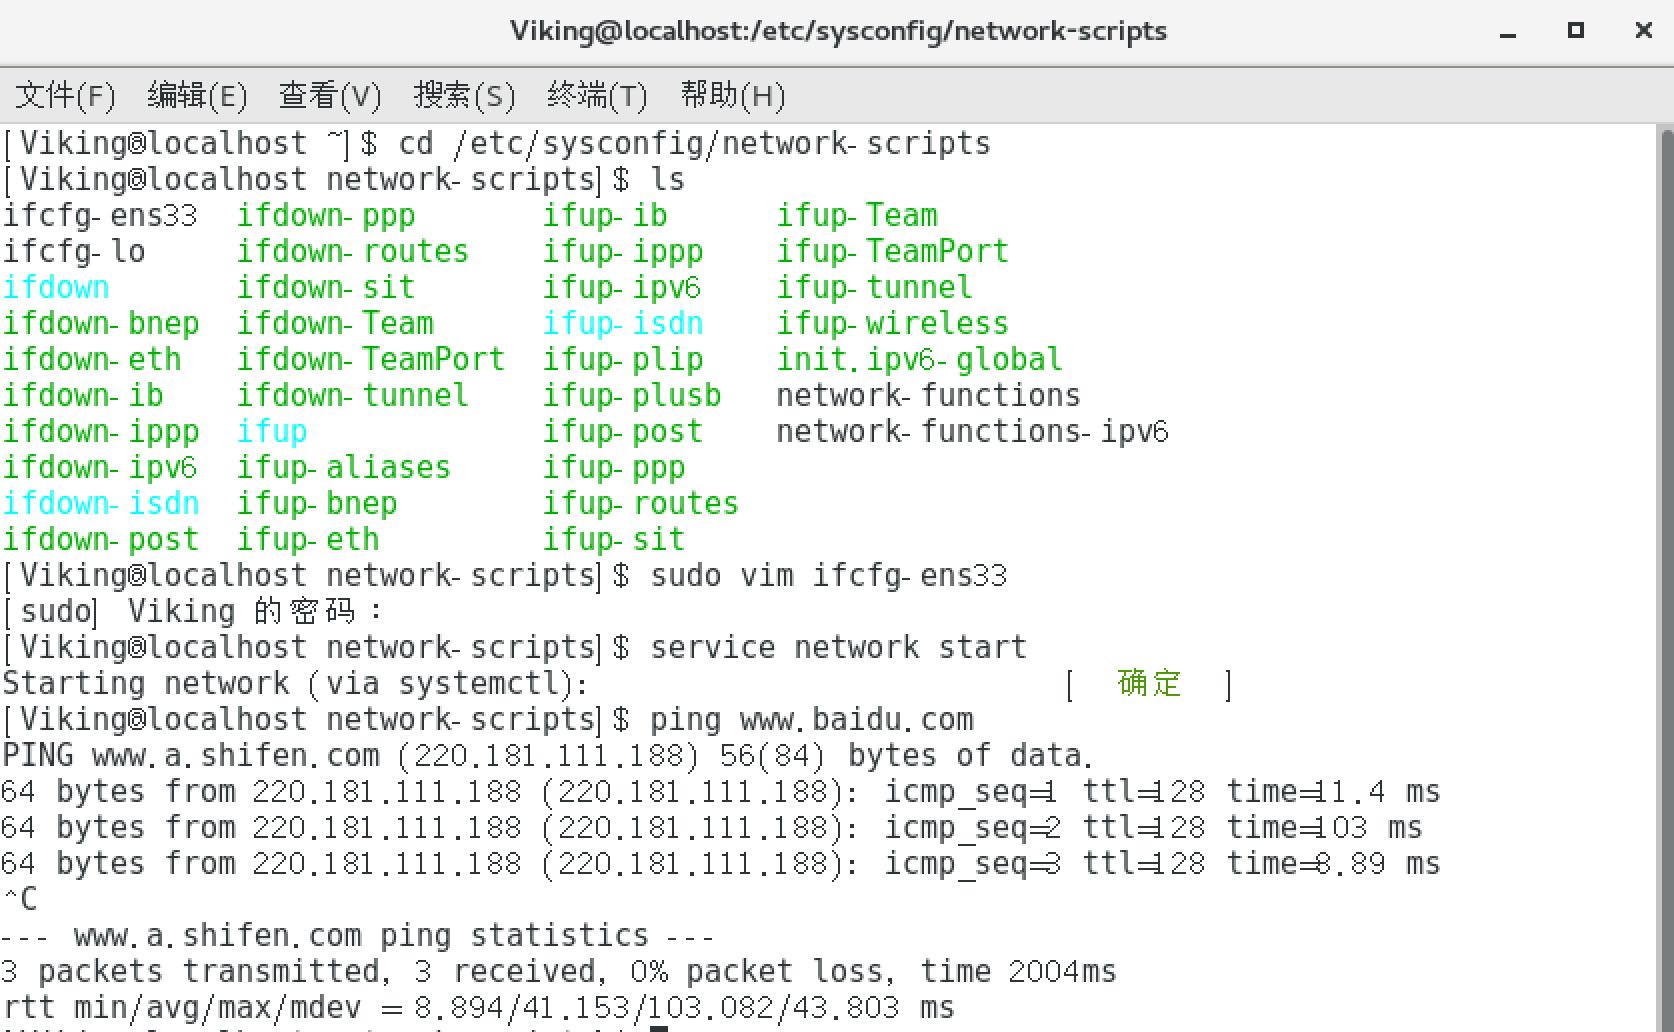 Viking@localhost:/etc/sysconfig/network-scripts
文件(F) 编辑(E) 查看(V) 搜索(S) 终端(T) 帮助(H)
[Viking@localhost ~]$ cd /etc/sysconfig/network-scripts
[Viking@localhost network-scripts]$ ls
ifcfg-ens33 ifdown-ppp ifup-ib ifup-Team
ifcfg-lo ifdown-routes ifup-ippp ifup-TeamPort
ifdown ifdown-sit ifup-ipv6 ifup-tunnel
ifdown-bnep ifdown-Team ifup-isdn ifup-wireless
ifdown-eth ifdown-TeamPort ifup-plip init.ipv6-global
ifdown-ib ifdown-tunnel ifup-plusb network-functions
ifdown-ippp ifup ifup-post network-functions-ipv6
ifdown-ipv6 ifup-aliases ifup-ppp
ifdown-isdn ifup-bnep ifup-routes
ifdown-post ifup-eth ifup-sit
[Viking@localhost network-scripts]$ sudo vim ifcfg-ens33
[sudo] Viking 的密码：
[Viking@localhost network-scripts]$ service network start
Starting network (via systemctl): [ 确定 ]
[Viking@localhost network-scripts]$ ping www.baidu.com
PING www.a.shifen.com (220.181.111.188) 56(84) bytes of data.
64 bytes from 220.181.111.188 (220.181.111.188): icmp_seq=1 ttl=128 time=11.4 ms
64 bytes from 220.181.111.188 (220.181.111.188): icmp_seq=2 ttl=128 time=103 ms
64 bytes from 220.181.111.188 (220.181.111.188): icmp_seq=3 ttl=128 time=8.89 ms
^C
--- www.a.shifen.com ping statistics ---
3 packets transmitted, 3 received, 0% packet loss, time 2004ms
rtt min/avg/max/mdev = 8.894/41.153/103.082/43.803 ms